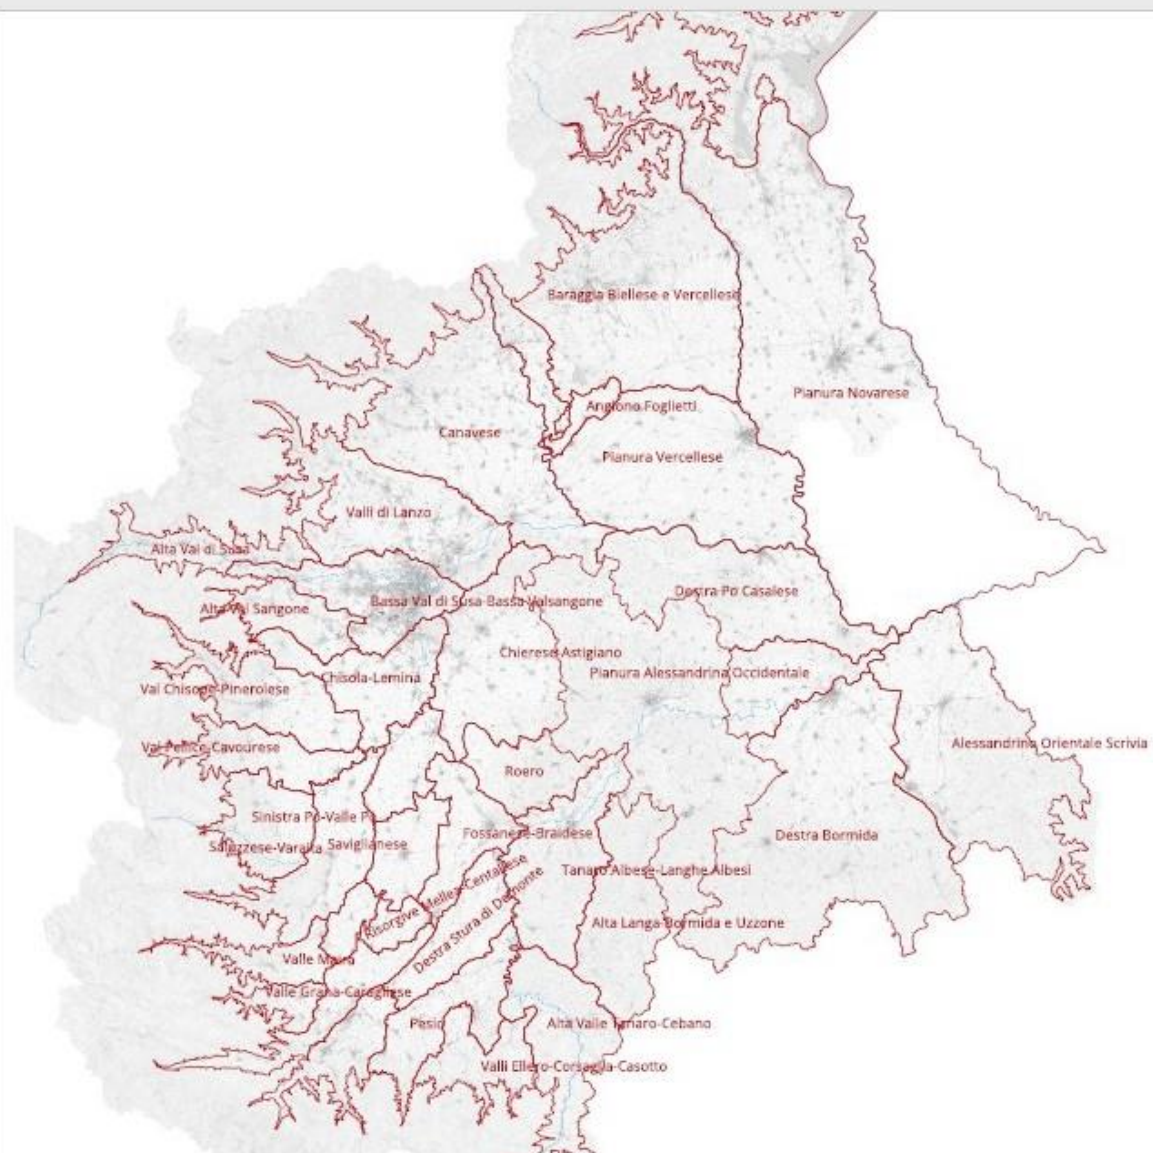 Baraggia Biellese e Vercellese
Pianura Novarese
Angiono Foglietti
Canavese
Pianura Vercellese
Valli di Lanzo
Alta Val di Susa
Destra Po Casalese
Bassa Val di Susa-Bassa Valsangone
Alta Val Sangone
Chierese Astigiano
Pianura Alessandrina Occidentale
Chisola-Lemina
Val Chisone-Pinerolese
Alessandrino Orientale Scrivia
Val Pellice-Cavourese
Roero
Sinistra Po-Valle Po
Fossanese-Braidese
Destra Bormida
Saviglianese
Saluzzese-Varaita
Tanaro Albese-Langhe Albesi
Risorgive Mellea-Centallese
Destra Stura di Demonte
Alta Langa-Bormida e Uzzone
Valle Maira
Valle Grana-Caragliese
Pesio
Alta Valle Tanaro-Cebano
Valli Ellero-Corsaglia-Casotto